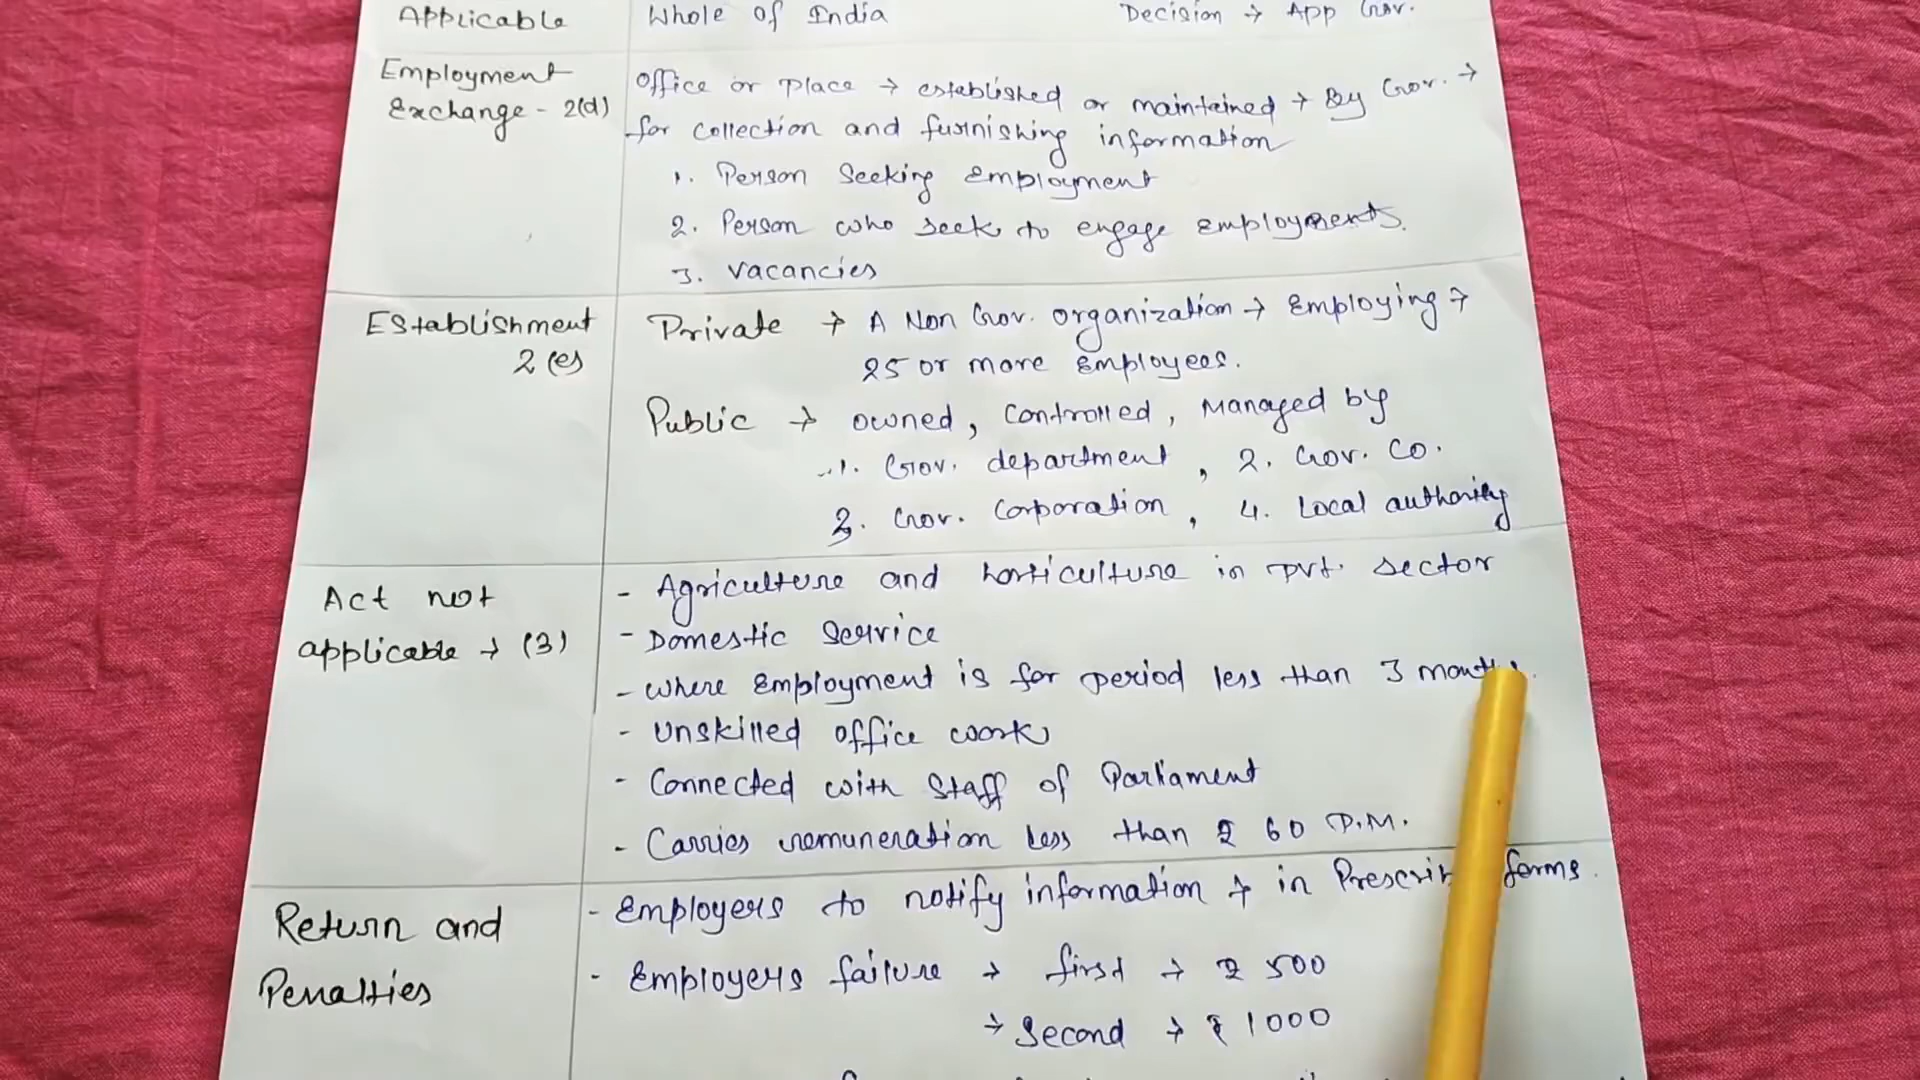 Applicable Whole of India Decision → App Gov.
Employment Office or place → established or maintained → By Gov. →
Exchange - 2(d) for collection and furnishing information
1. Person Seeking Employment
2. Person who seek to engage employments.
3. vacancies
Establishment Private → A Non Gov. organization → Employing →
2(e) 25 or more Employees.
Public → owned, controlled, Managed by
1. Gov. department, 2. Gov. Co.
3. Gov. Corporation, 4. Local authority
Act not - Agriculture and horticulture in pvt. sector
applicable → (3) - Domestic Service
- where Employment is for period less than 3 months.
- Unskilled office work
- Connected with Staff of Parliament
- Carries remuneration less than ₹ 60 P.M.
Return and - Employers to notify information → in forms.
Penalties - Employers failure → first → ₹ 500
→ Second → ₹ 1000